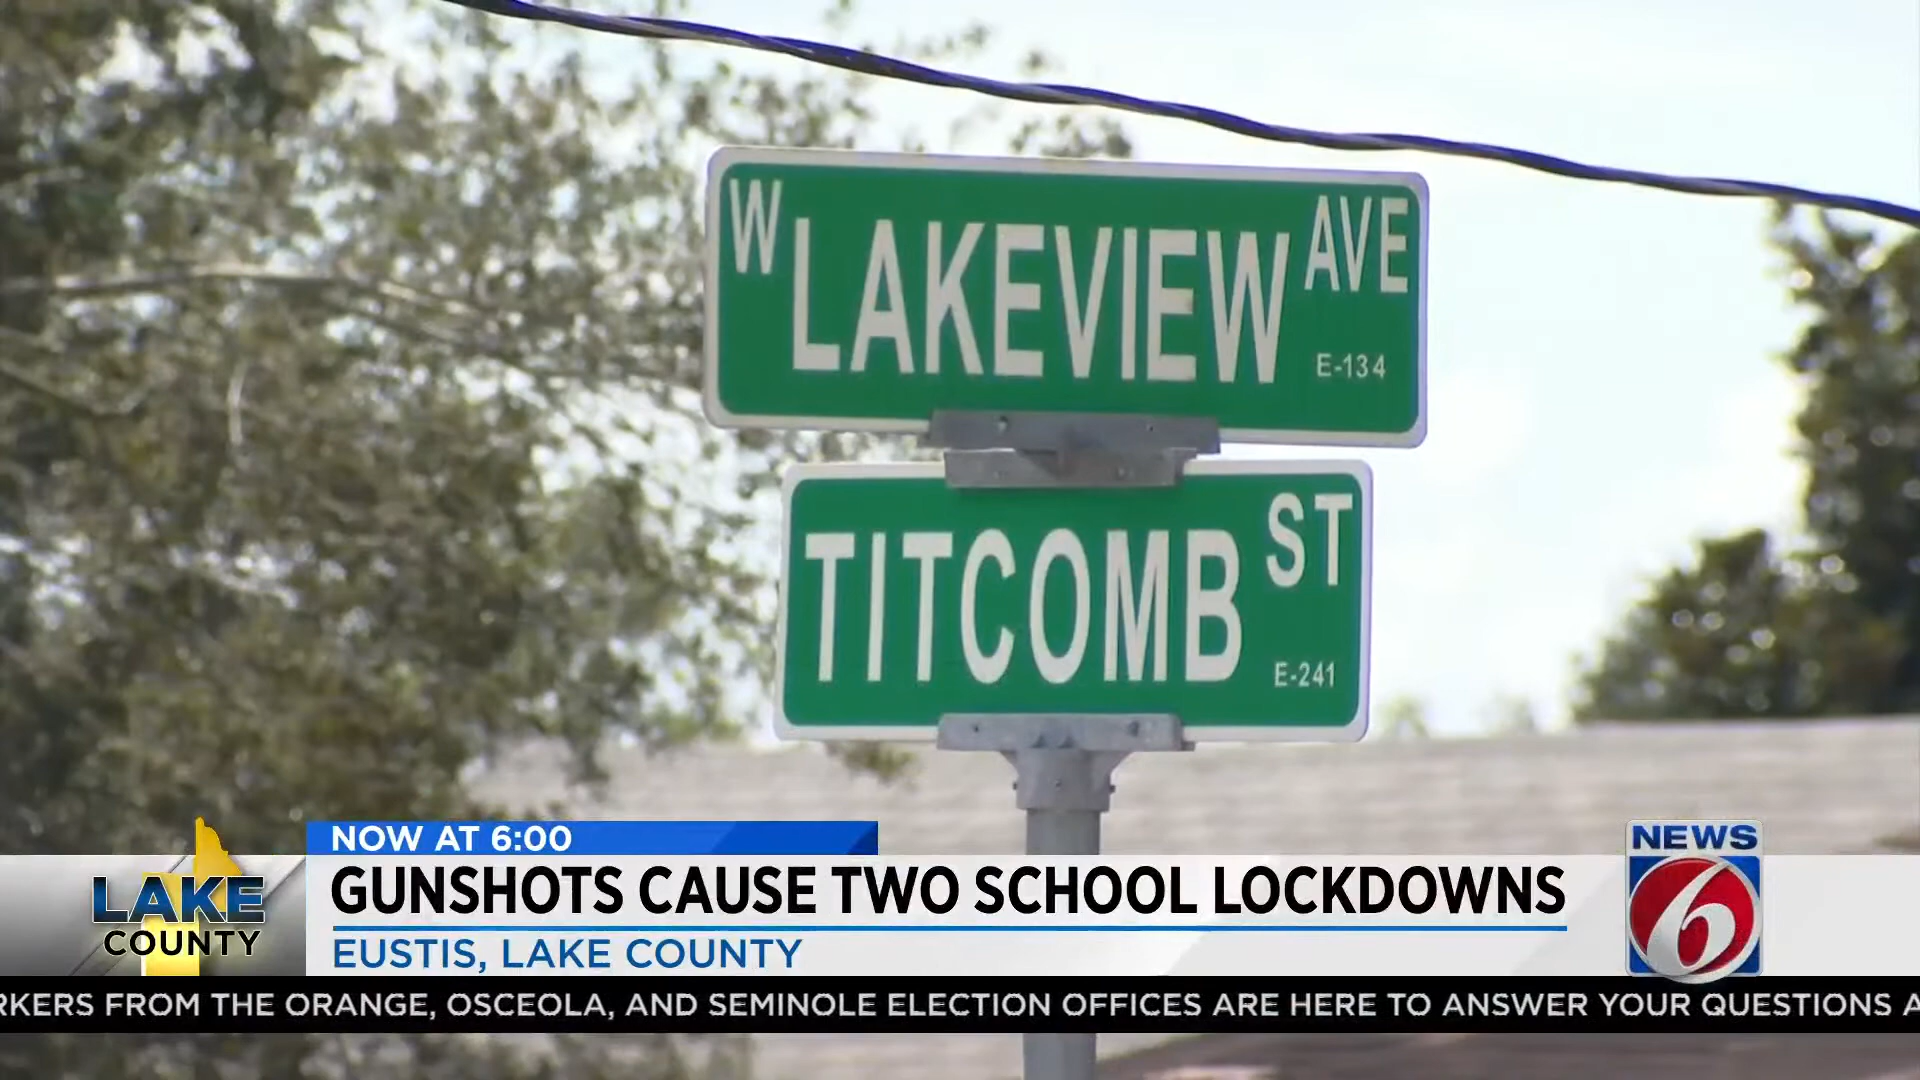 W LAKEVIEW AVE
E-134
TITCOMB ST
E-241
NOW AT 6:00
GUNSHOTS CAUSE TWO SCHOOL LOCKDOWNS
EUSTIS, LAKE COUNTY
LAKE
COUNTY
NEWS
6
RKERS FROM THE ORANGE, OSCEOLA, AND SEMINOLE ELECTION OFFICES ARE HERE TO ANSWER YOUR QUESTIONS A